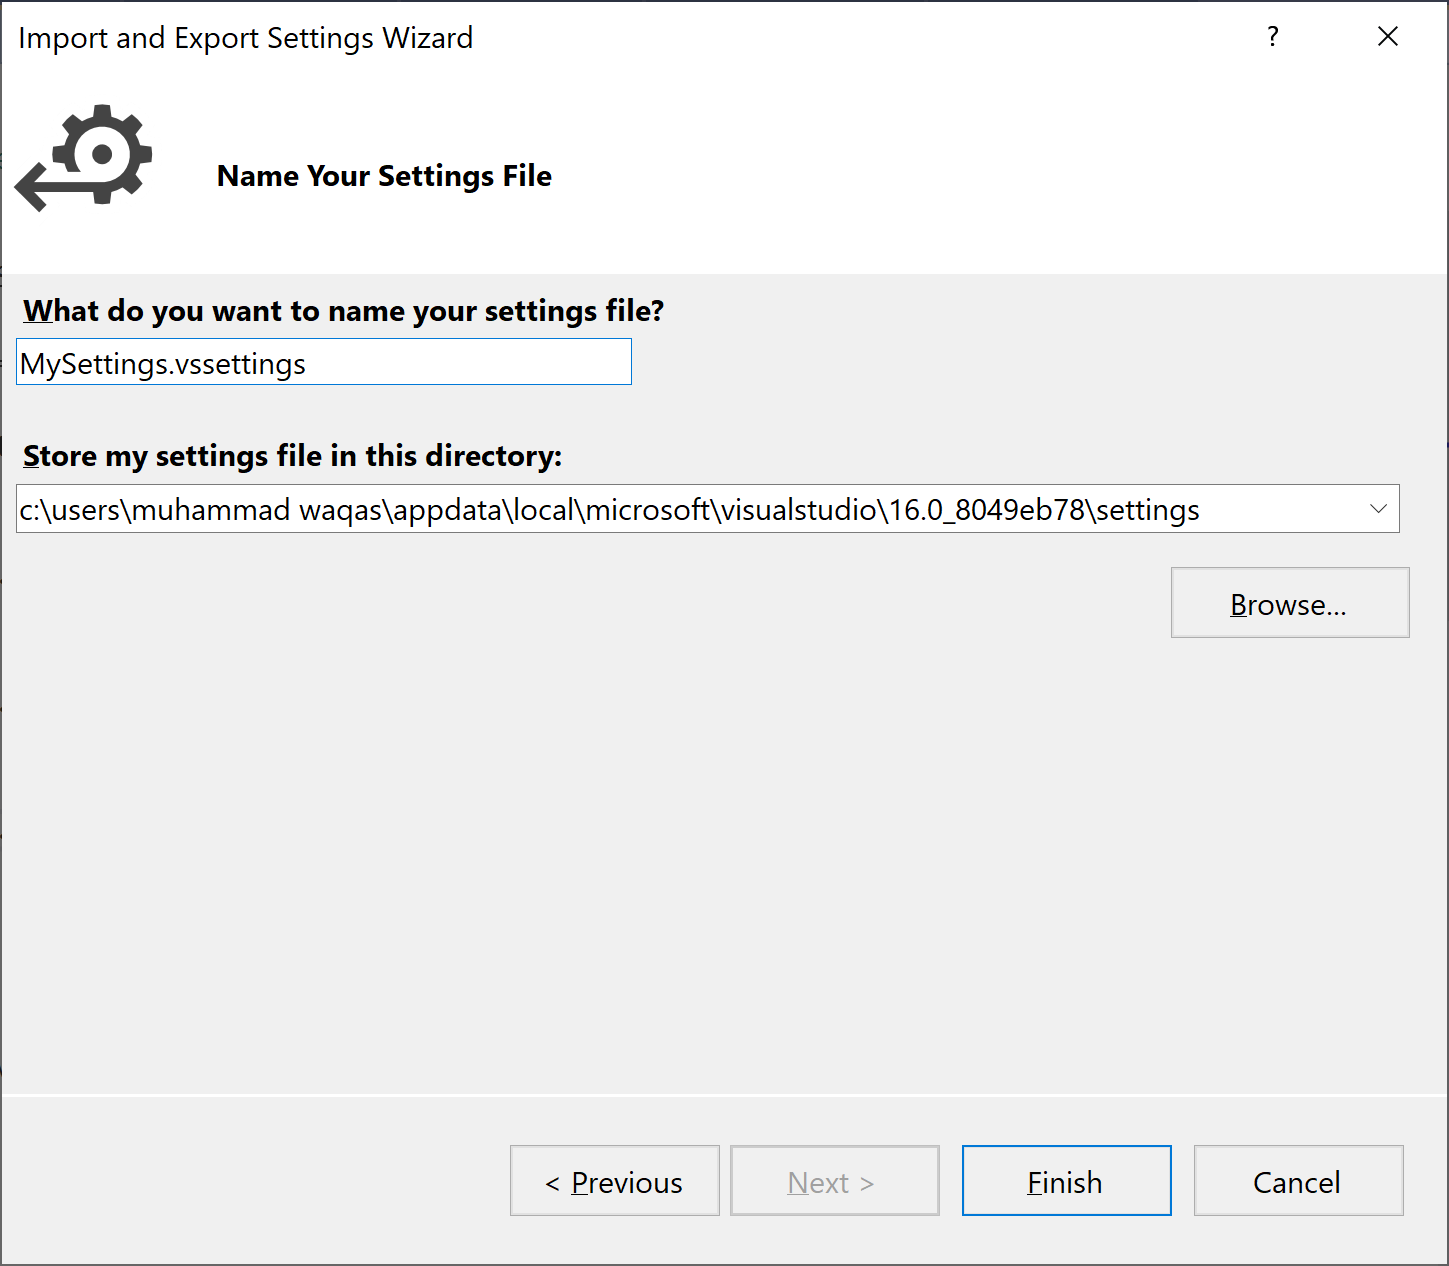 Import and Export Settings Wizard
?
Name Your Settings File
What do you want to name your settings file?
MySettings.vssettings
Store my settings file in this directory:
c:\users\muhammad waqas\appdata\local\microsoft\visualstudio\16.0_8049eb78\settings
Browse...
< Previous
Next >
Finish
Cancel